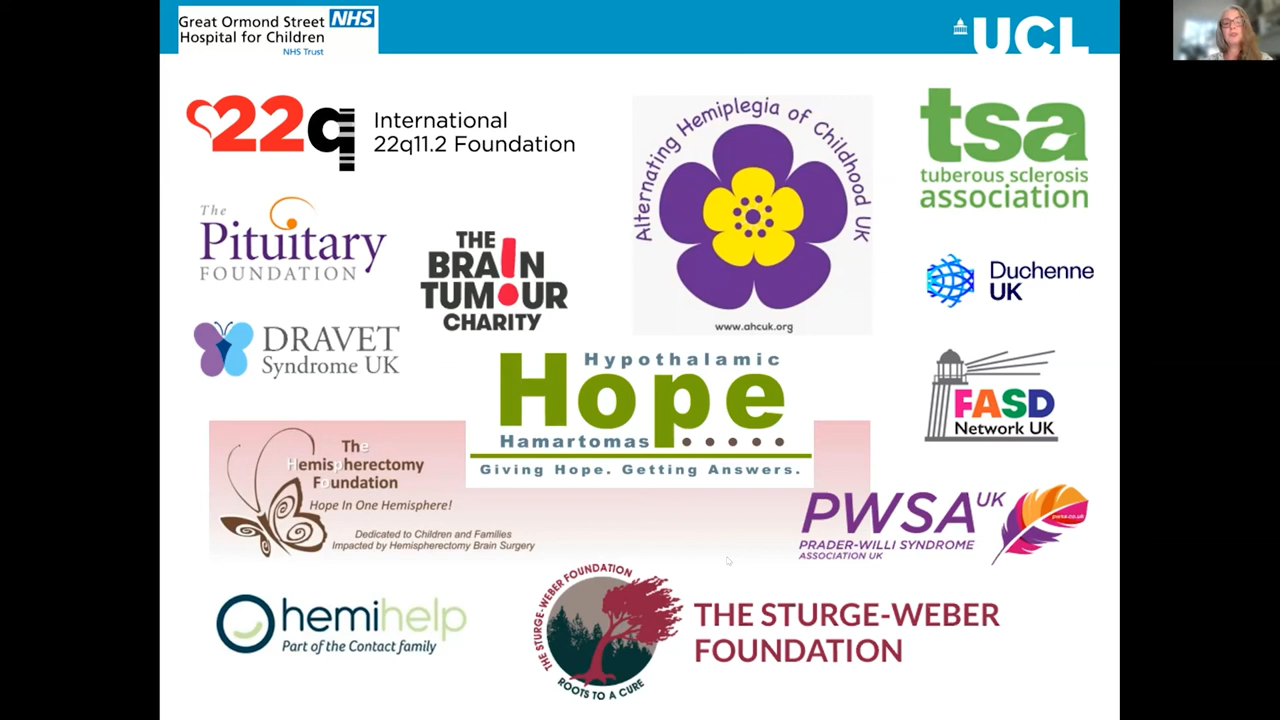 Great Ormond Street NHS
Hospital for Children
NHS Trust
UCL
22q
International
22q11.2 Foundation
Alternating Hemiplegia of Childhood UK
www.ahcuk.org
tsa
tuberous sclerosis
association
The
Pituitary
FOUNDATION
THE
BRA!N
TUMOUR
CHARITY
Duchenne
UK
DRAVET
Syndrome UK
Hypothalamic
Hope
Hamartomas
Giving Hope. Getting Answers.
FASD
Network UK
The
Hemispherectomy
Foundation
Hope In One Hemisphere!
Dedicated to Children and Families
Impacted by Hemispherectomy Brain Surgery
PWSA UK
PRADER-WILLI SYNDROME
ASSOCIATION UK
pwsa.co.uk
hemihelp
Part of the Contact family
THE STURGE-WEBER FOUNDATION
ROOTS TO A CURE
THE STURGE-WEBER
FOUNDATION